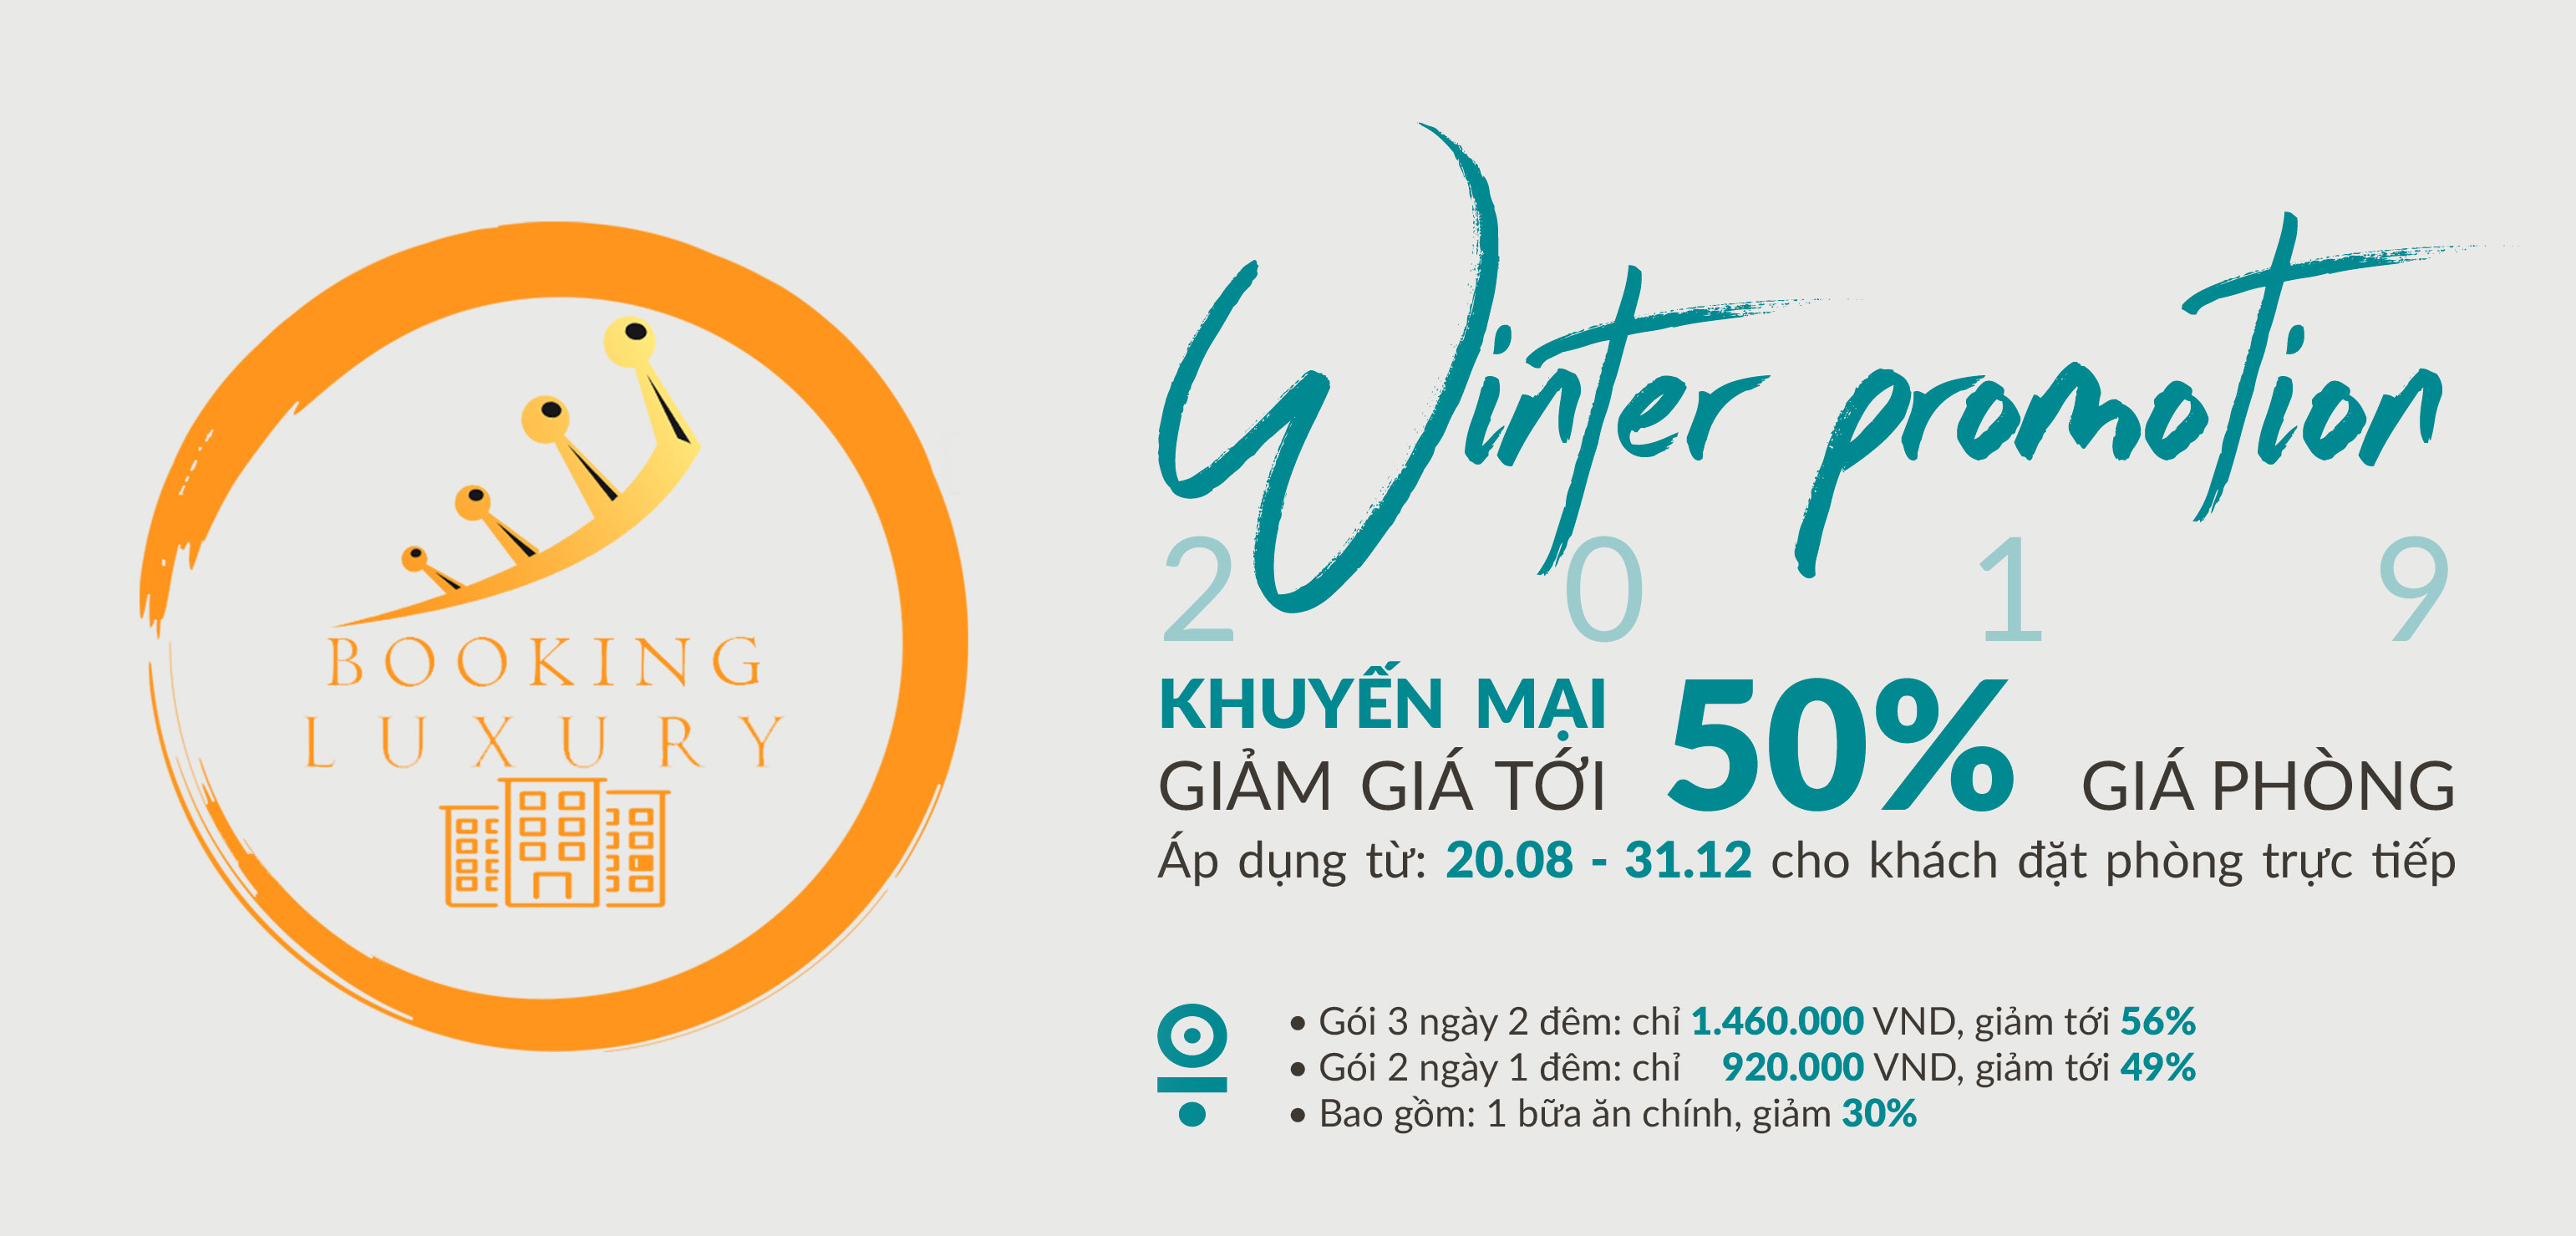 BOOKING
LUXURY
Winter promotion
2019
KHUYẾN MẠI
GIẢM GIÁ TỚI 50% GIÁ PHÒNG
Áp dụng từ: 20.08 - 31.12 cho khách đặt phòng trực tiếp
• Gói 3 ngày 2 đêm: chỉ 1.460.000 VND, giảm tới 56%
• Gói 2 ngày 1 đêm: chỉ 920.000 VND, giảm tới 49%
• Bao gồm: 1 bữa ăn chính, giảm 30%